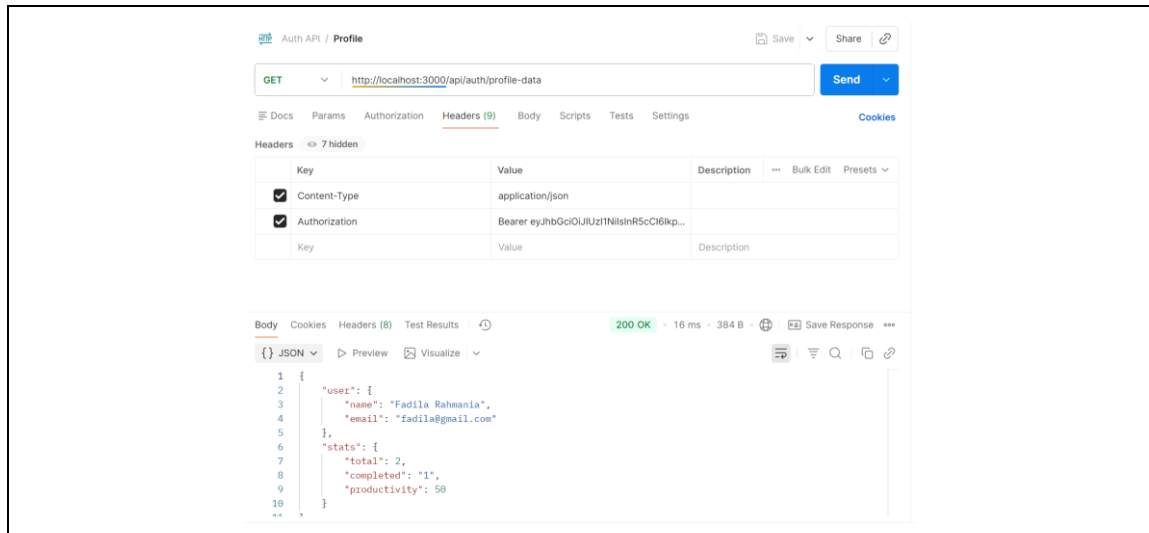 Auth API / Profile Save Share
GET http://localhost:3000/api/auth/profile-data Send
Docs Params Authorization Headers (9) Body Scripts Tests Settings Cookies
Headers 7 hidden
Key Value Description Bulk Edit Presets
Content-Type application/json
Authorization Bearer eyJhbGciOiJIUzI1NiIsInR5cCI6Ikp...
Key Value Description
Body Cookies Headers (8) Test Results 200 OK 16 ms 384 B Save Response
{} JSON Preview Visualize
1 {
2 "user": {
3 "name": "Fadila Rahmania",
4 "email": "fadila@gmail.com"
5 },
6 "stats": {
7 "total": 2,
8 "completed": "1",
9 "productivity": 50
10 }